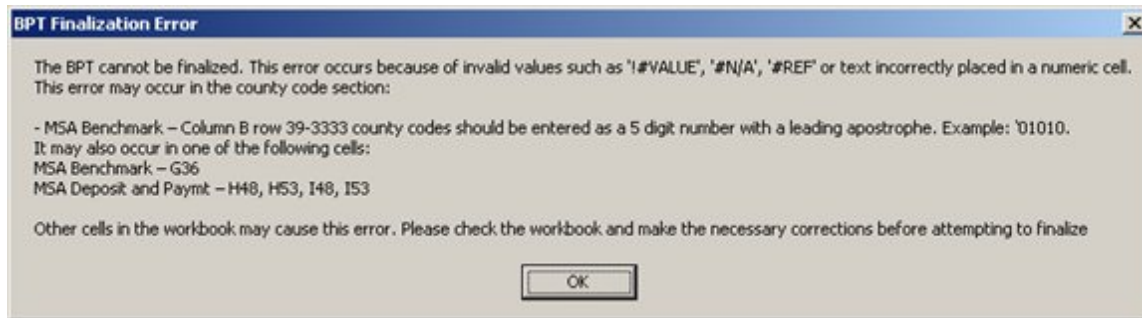 BPT Finalization Error
The BPT cannot be finalized. This error occurs because of invalid values such as '!#VALUE', '#N/A', '#REF' or text incorrectly placed in a numeric cell.
This error may occur in the county code section:
- MSA Benchmark – Column B row 39-3333 county codes should be entered as a 5 digit number with a leading apostrophe. Example: '01010.
It may also occur in one of the following cells:
MSA Benchmark – G36
MSA Deposit and Paymt – H48, H53, I48, I53
Other cells in the workbook may cause this error. Please check the workbook and make the necessary corrections before attempting to finalize
OK